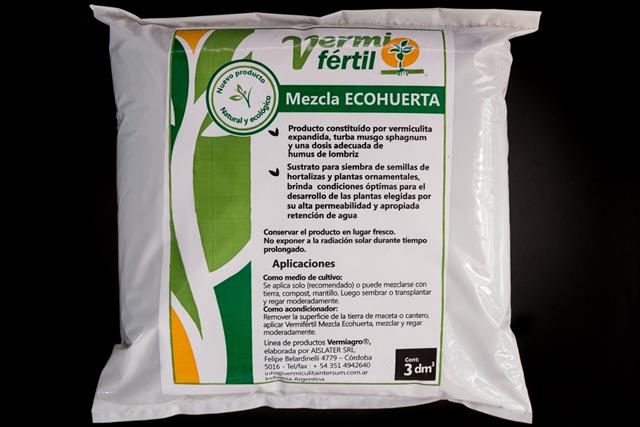 Vermi
fértil
Nuevo producto
Natural y ecológico
Mezcla ECOHUERTA
Producto constituído por vermiculita
expandida, turba musgo sphagnum
y una dosis adecuada de
humus de lombriz
Sustrato para siembra de semillas de
hortalizas y plantas ornamentales,
brinda condiciones óptimas para el
desarrollo de las plantas elegidas por
su alta permeabilidad y apropiada
retención de agua
Conservar el producto en lugar fresco.
No exponer a la radiación solar durante tiempo
prolongado.
Aplicaciones
Como medio de cultivo:
Se aplica solo (recomendado) o puede mezclarse con
tierra, compost, mantillo. Luego sembrar o transplantar
y regar moderadamente.
Como acondicionador:
Remover la superficie de la tierra de maceta o cantero,
aplicar Vermifértil Mezcla Ecohuerta, mezclar y regar
moderadamente.
Linea de productos Vermiagro®,
elaborada por AISLATER SRL.
Felipe Belardinelli 4779 – Córdoba
5016 - Tel/fax : + 54 351 4942640
info@vermiculitaintersum.com.ar
Industria Argentina
Cont:
3 dm³